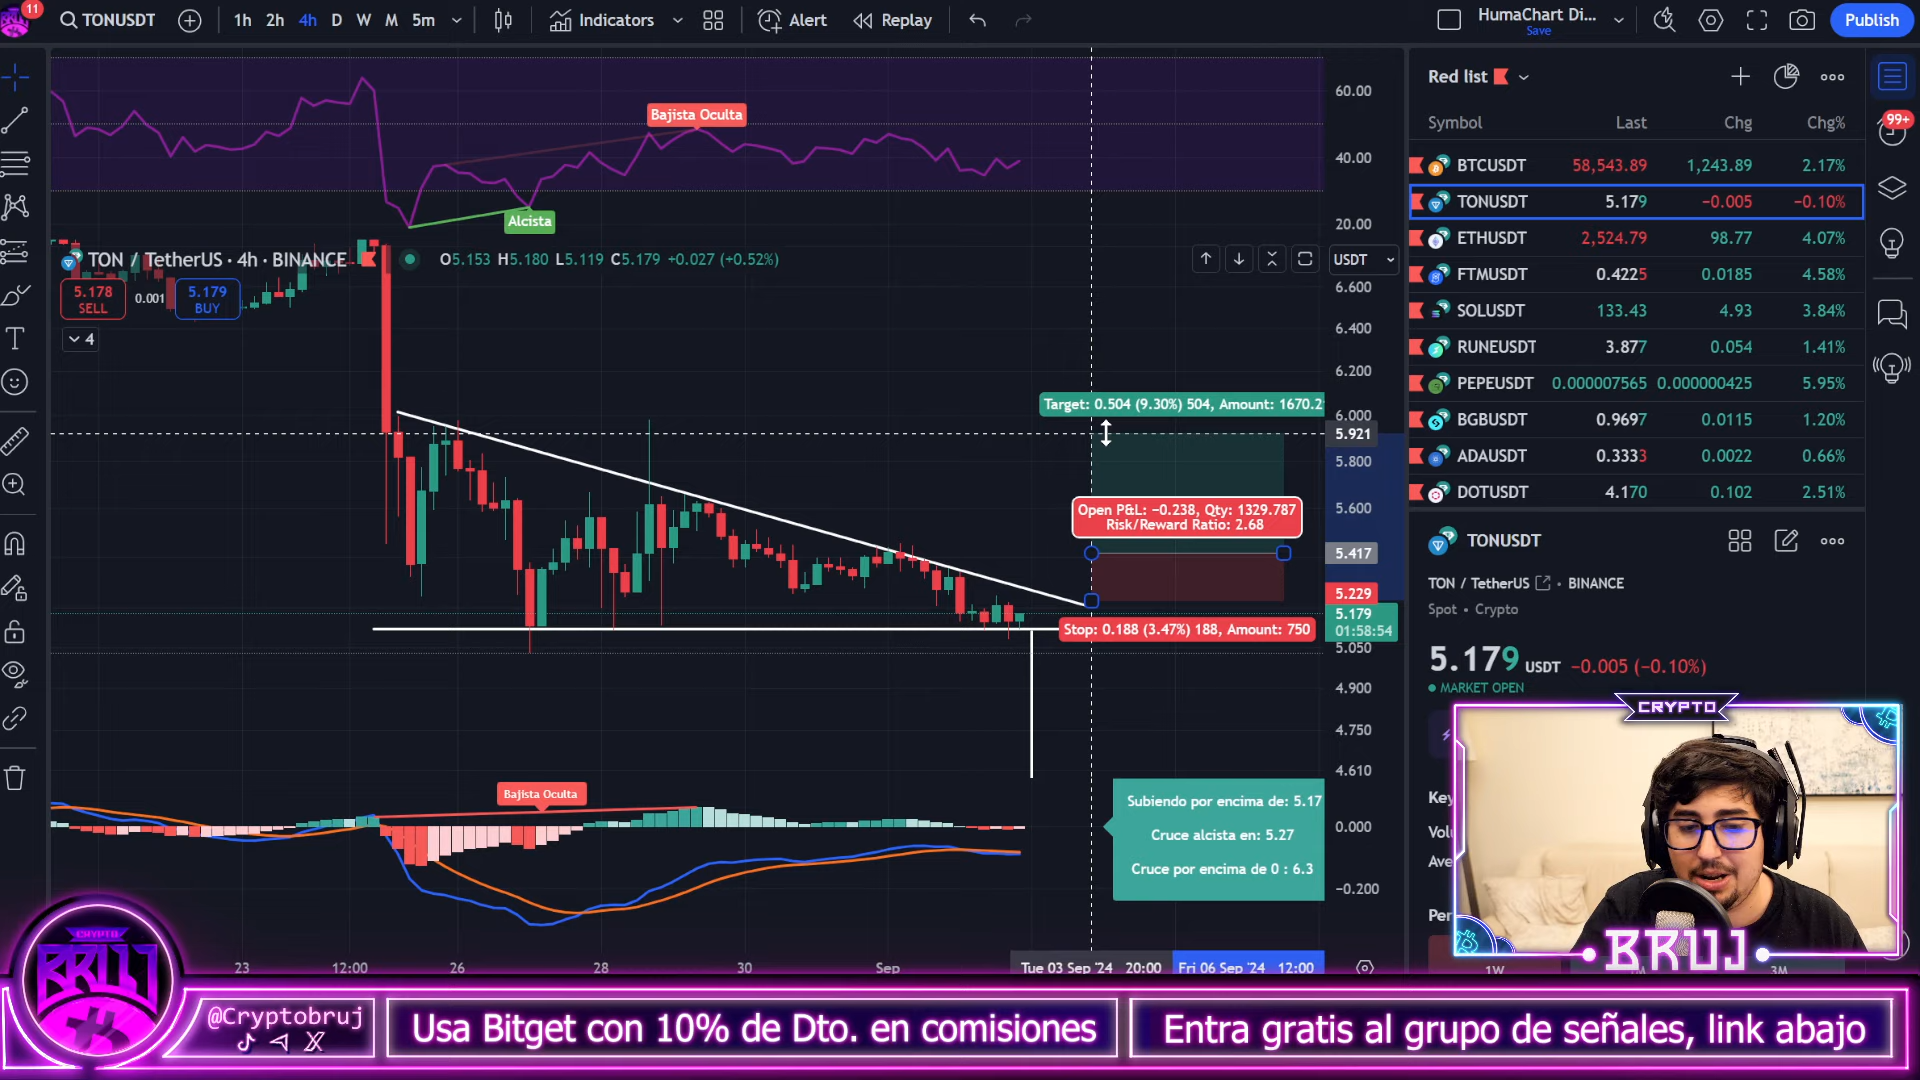 11
TONUSDT
1h 2h 4h D W M 5m
Indicators
Alert
Replay
HumaChart Di...
Save
Publish
Bajista Oculta
Alcista
60.00
40.00
20.00
TON / TetherUS · 4h · BINANCE
O5.153 H5.180 L5.119 C5.179 +0.027 (+0.52%)
USDT
5.178
SELL
0.001
5.179
BUY
4
6.600
6.400
6.200
6.000
5.921
5.800
5.600
5.417
5.229
5.179
01:58:54
5.050
4.900
4.750
4.610
Target: 0.504 (9.30%) 504, Amount: 1670.2
Open P&L: −0.238, Qty: 1329.787
Risk/Reward Ratio: 2.68
Stop: 0.188 (3.47%) 188, Amount: 750
Bajista Oculta
Subiendo por encima de: 5.17
Cruce alcista en: 5.27
Cruce por encima de 0 : 6.3
0.000
−0.200
23 12:00 26 28 30 Sep
Tue 03 Sep '24 20:00
Fri 06 Sep '24 12:00
Red list
99+
Symbol Last Chg Chg%
BTCUSDT 58,543.89 1,243.89 2.17%
TONUSDT 5.179 −0.005 −0.10%
ETHUSDT 2,524.79 98.77 4.07%
FTMUSDT 0.4225 0.0185 4.58%
SOLUSDT 133.43 4.93 3.84%
RUNEUSDT 3.877 0.054 1.41%
PEPEUSDT 0.000007565 0.000000425 5.95%
BGBUSDT 0.9697 0.0115 1.20%
ADAUSDT 0.3333 0.0022 0.66%
DOTUSDT 4.170 0.102 2.51%
TONUSDT
TON / TetherUS · BINANCE
Spot · Crypto
5.179 USDT −0.005 (−0.10%)
MARKET OPEN
CRYPTO
Key
Volu
Ave
Per
BRUJ
1W
3M
CRYPTO
BRUJ
@Cryptobruj
Usa Bitget con 10% de Dto. en comisiones
Entra gratis al grupo de señales, link abajo